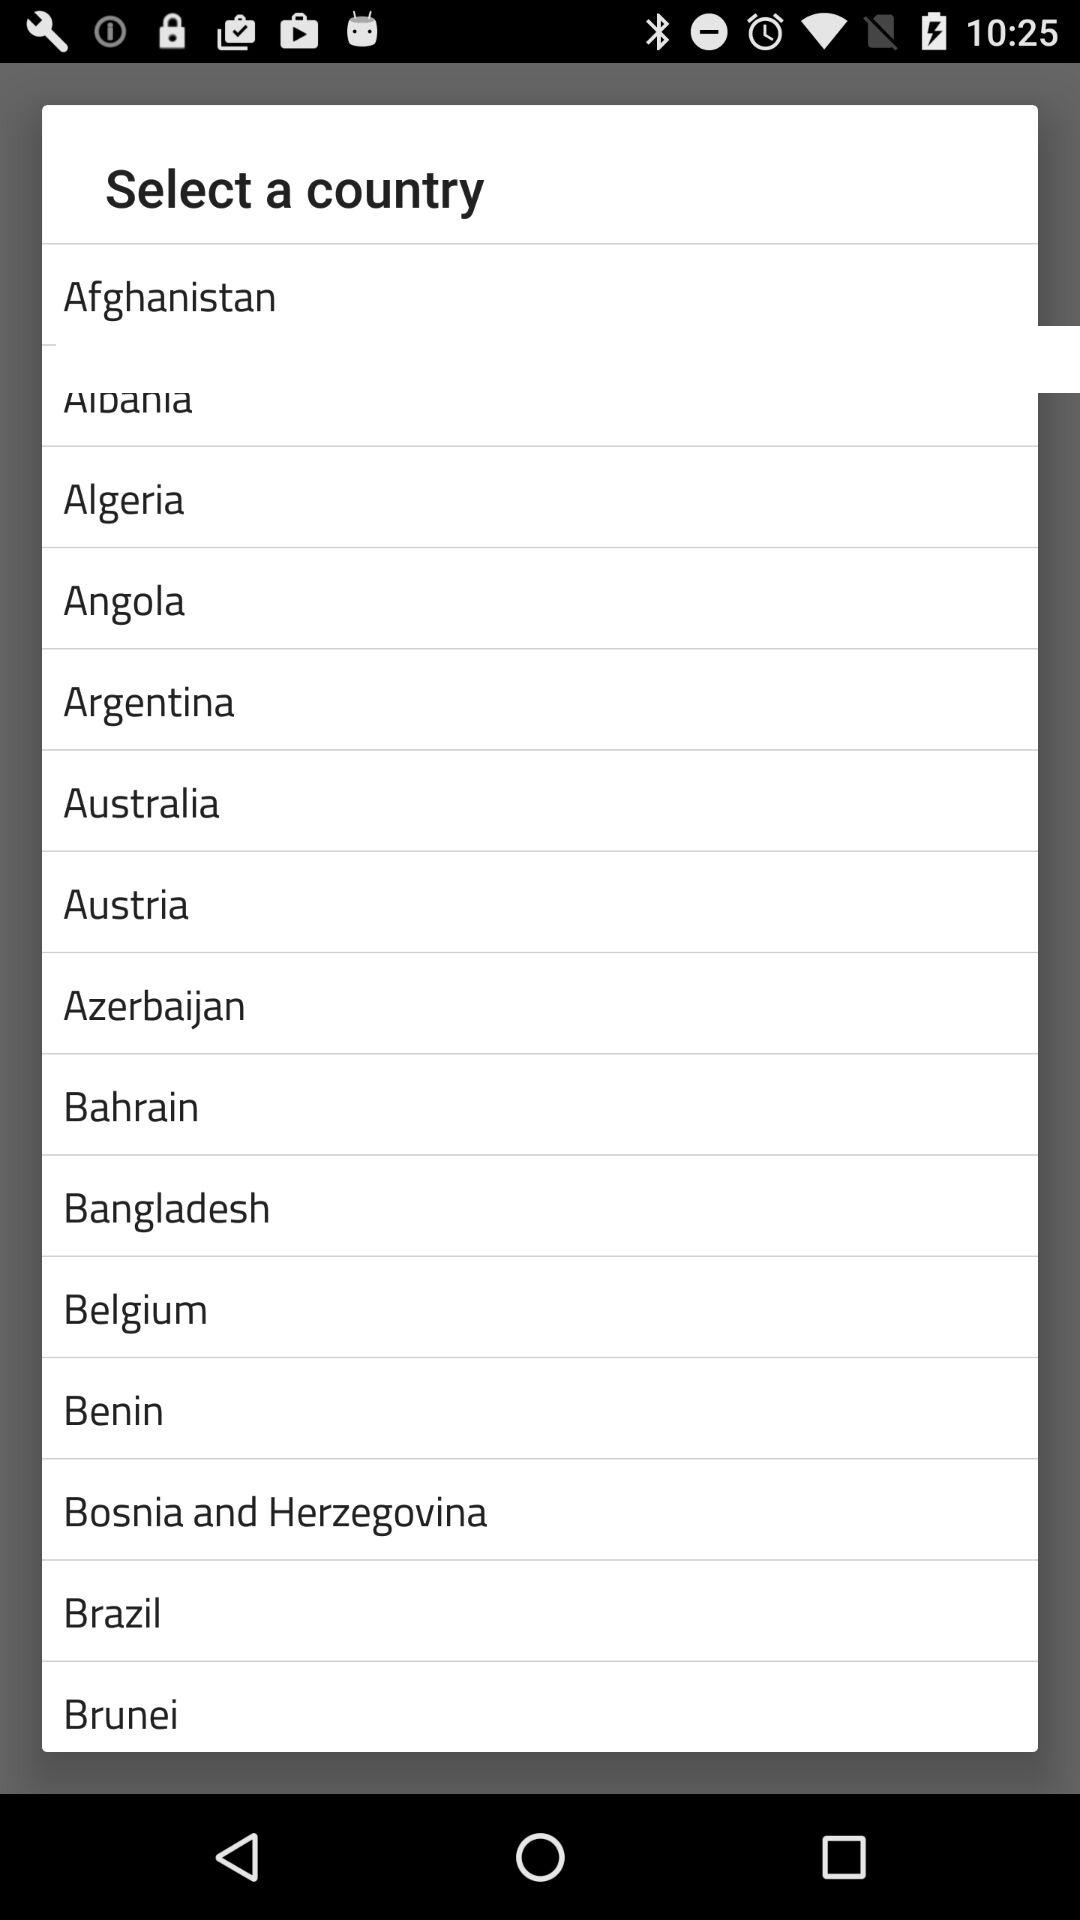 10:25
Select a country
Afghanistan
Albania
Algeria
Angola
Argentina
Australia
Austria
Azerbaijan
Bahrain
Bangladesh
Belgium
Benin
Bosnia and Herzegovina
Brazil
Brunei